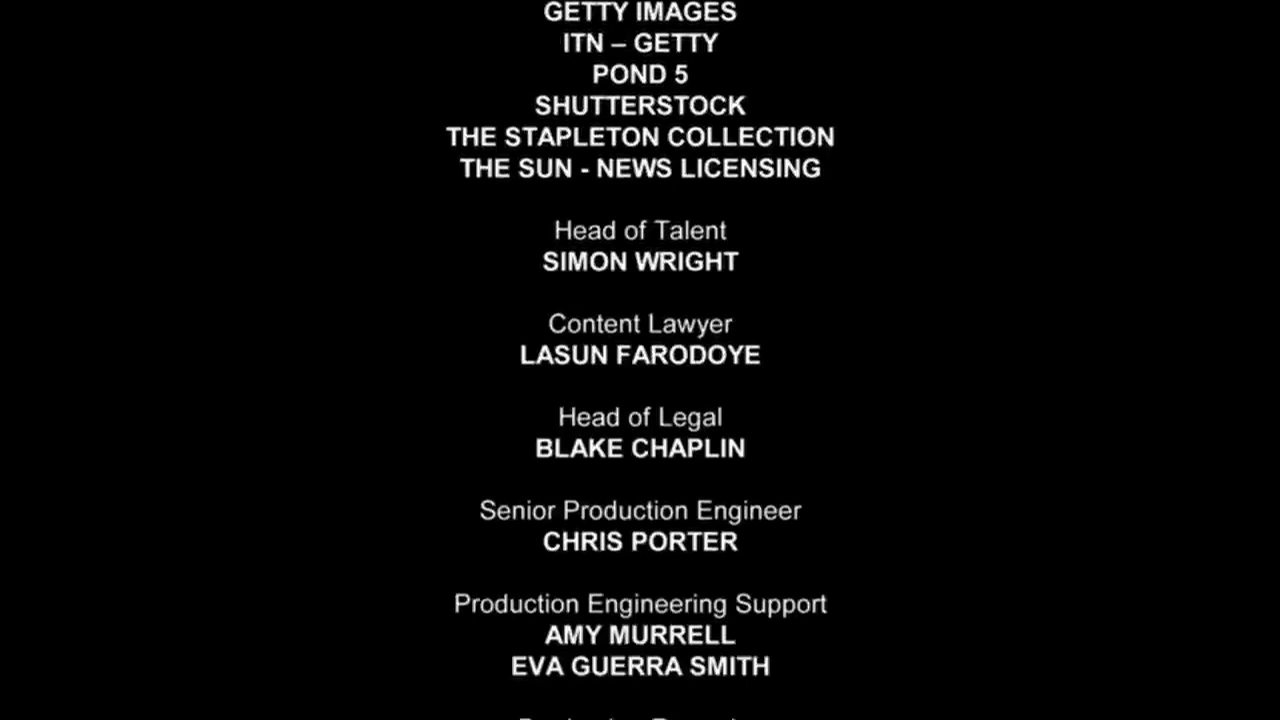 GETTY IMAGES
ITN – GETTY
POND 5
SHUTTERSTOCK
THE STAPLETON COLLECTION
THE SUN - NEWS LICENSING
Head of Talent
SIMON WRIGHT
Content Lawyer
LASUN FARODOYE
Head of Legal
BLAKE CHAPLIN
Senior Production Engineer
CHRIS PORTER
Production Engineering Support
AMY MURRELL
EVA GUERRA SMITH